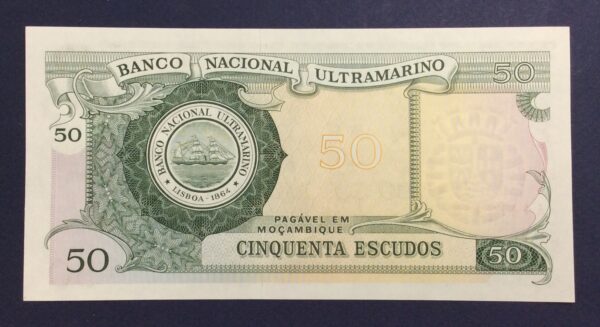 BANCO NACIONAL ULTRAMARINO
50
50
BANCO NACIONAL ULTRAMARINO
LISBOA - 1864
50
PAGÁVEL EM
MOÇAMBIQUE
CINQUENTA ESCUDOS
50
50